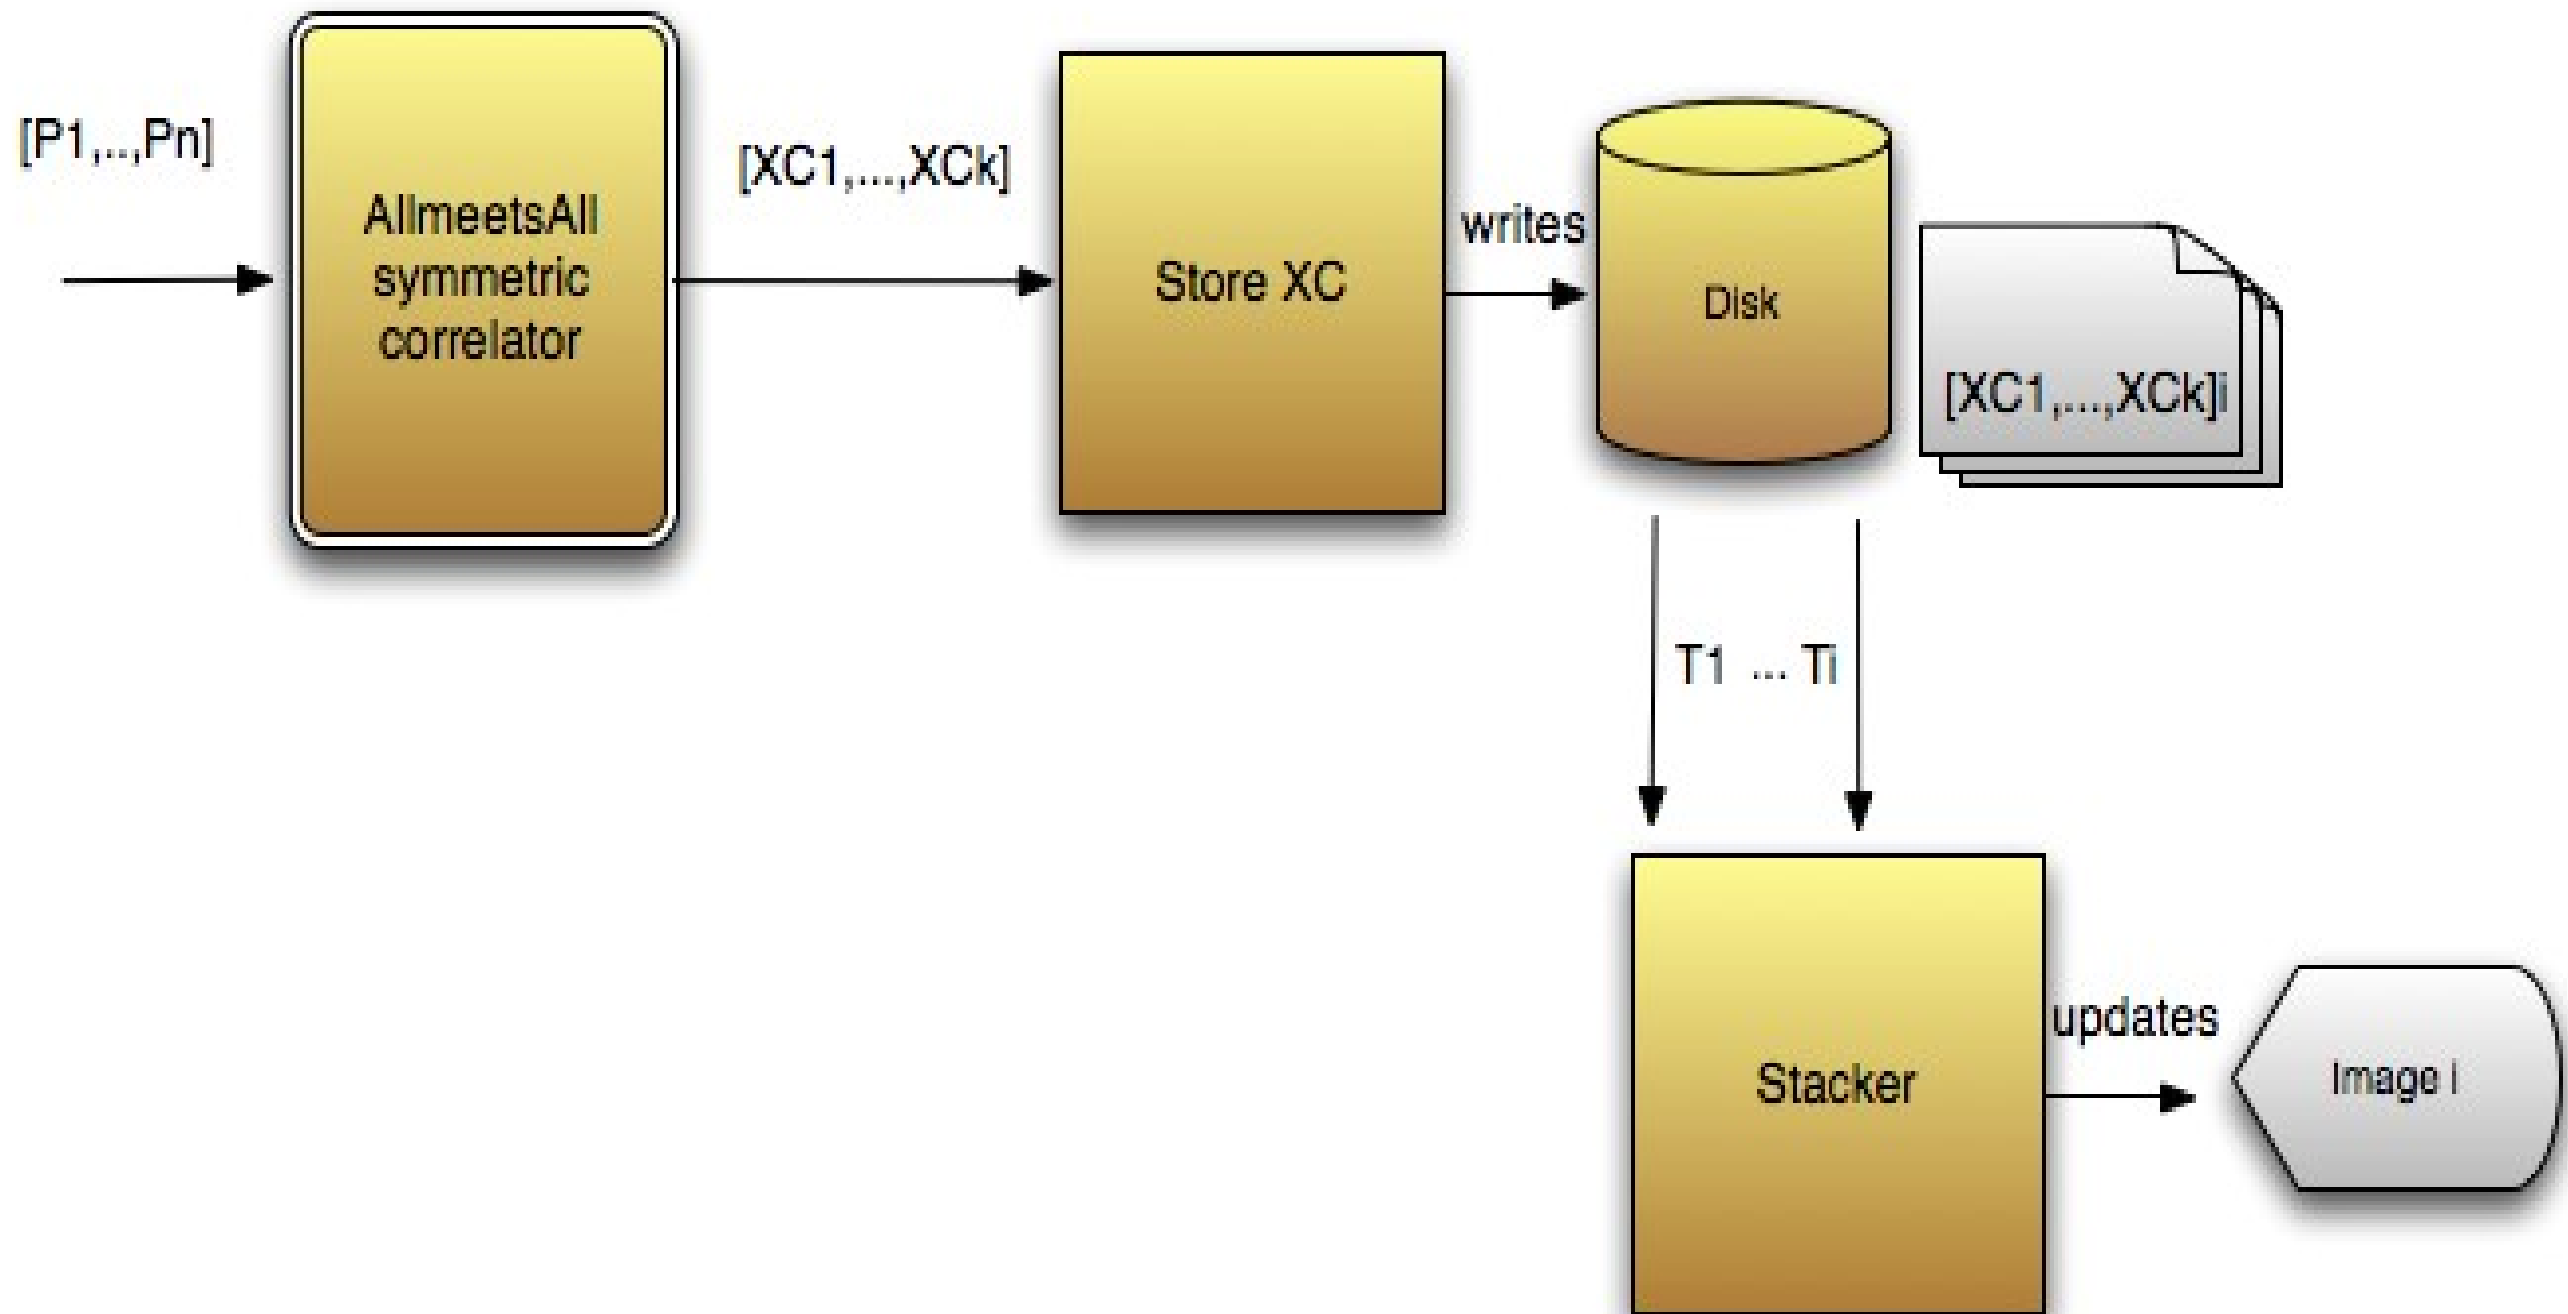 [P1,..,Pn]
AllmeetsAll
symmetric
correlator
[XC1,...,XCk]
Store XC
writes
Disk
[XC1,...,XCk]i
T1 ... Ti
Stacker
updates
Image i